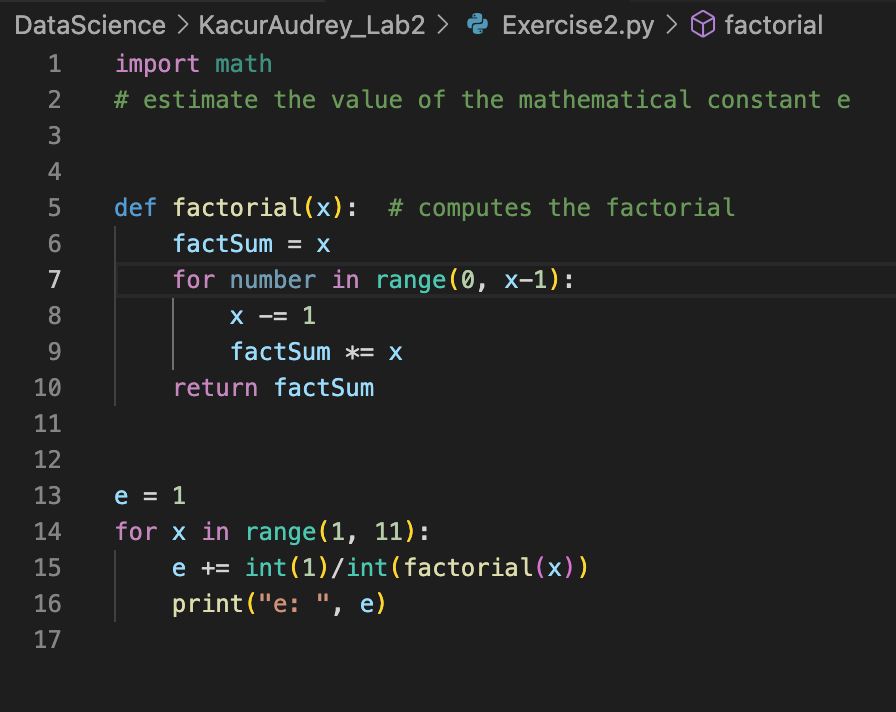 DataScience > KacurAudrey_Lab2 > Exercise2.py > factorial
1 import math
2 # estimate the value of the mathematical constant e
3
4
5 def factorial(x):  # computes the factorial
6     factSum = x
7     for number in range(0, x-1):
8         x -= 1
9         factSum *= x
10     return factSum
11
12
13 e = 1
14 for x in range(1, 11):
15     e += int(1)/int(factorial(x))
16     print("e: ", e)
17